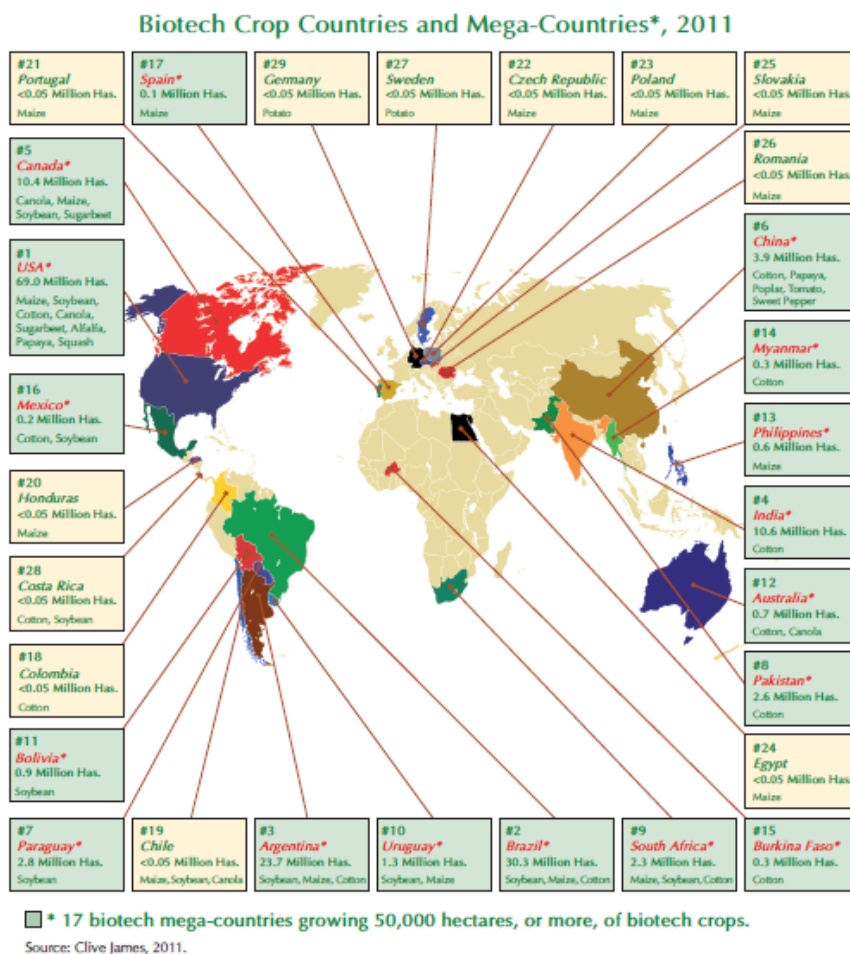 Biotech Crop Countries and Mega-Countries*, 2011
#21
Portugal
<0.05 Million Has.
Maize
#17
Spain*
0.1 Million Has.
Maize
#29
Germany
<0.05 Million Has.
Potato
#27
Sweden
<0.05 Million Has.
Potato
#22
Czech Republic
<0.05 Million Has.
Maize
#23
Poland
<0.05 Million Has.
Maize
#25
Slovakia
<0.05 Million Has.
Maize
#5
Canada*
10.4 Million Has.
Canola, Maize,
Soybean, Sugarbeet
#26
Romania
<0.05 Million Has.
Maize
#1
USA*
69.0 Million Has.
Maize, Soybean,
Cotton, Canola,
Sugarbeet, Alfalfa,
Papaya, Squash
#6
China*
3.9 Million Has.
Cotton, Papaya,
Poplar, Tomato,
Sweet Pepper
#14
Myanmar*
0.3 Million Has.
Cotton
#16
Mexico*
0.2 Million Has.
Cotton, Soybean
#13
Philippines*
0.6 Million Has.
Maize
#20
Honduras
<0.05 Million Has.
Maize
#4
India*
10.6 Million Has.
Cotton
#28
Costa Rica
<0.05 Million Has.
Cotton, Soybean
#12
Australia*
0.7 Million Has.
Cotton, Canola
#18
Colombia
<0.05 Million Has.
Cotton
#8
Pakistan*
2.6 Million Has.
Cotton
#11
Bolivia*
0.9 Million Has.
Soybean
#24
Egypt
<0.05 Million Has.
Maize
#7
Paraguay*
2.8 Million Has.
Soybean
#19
Chile
<0.05 Million Has.
Maize, Soybean, Canola
#3
Argentina*
23.7 Million Has.
Soybean, Maize, Cotton
#10
Uruguay*
1.3 Million Has.
Soybean, Maize
#2
Brazil*
30.3 Million Has.
Soybean, Maize, Cotton
#9
South Africa*
2.3 Million Has.
Maize, Soybean, Cotton
#15
Burkina Faso*
0.3 Million Has.
Cotton
* 17 biotech mega-countries growing 50,000 hectares, or more, of biotech crops.
Source: Clive James, 2011.